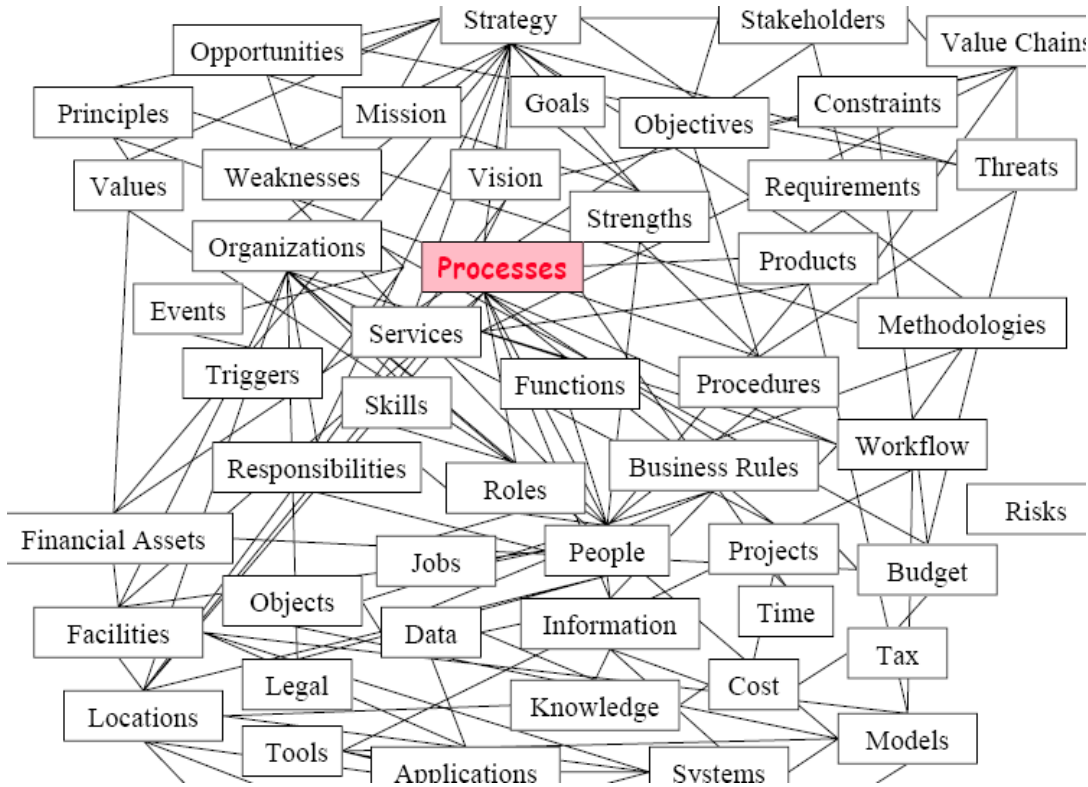 Strategy
Stakeholders
Value Chains
Opportunities
Principles
Mission
Goals
Objectives
Constraints
Values
Weaknesses
Vision
Requirements
Threats
Strengths
Organizations
Processes
Products
Events
Services
Methodologies
Triggers
Skills
Functions
Procedures
Responsibilities
Roles
Business Rules
Workflow
Risks
Financial Assets
Jobs
People
Projects
Budget
Objects
Facilities
Data
Information
Time
Tax
Legal
Locations
Knowledge
Cost
Models
Tools
Applications
Systems